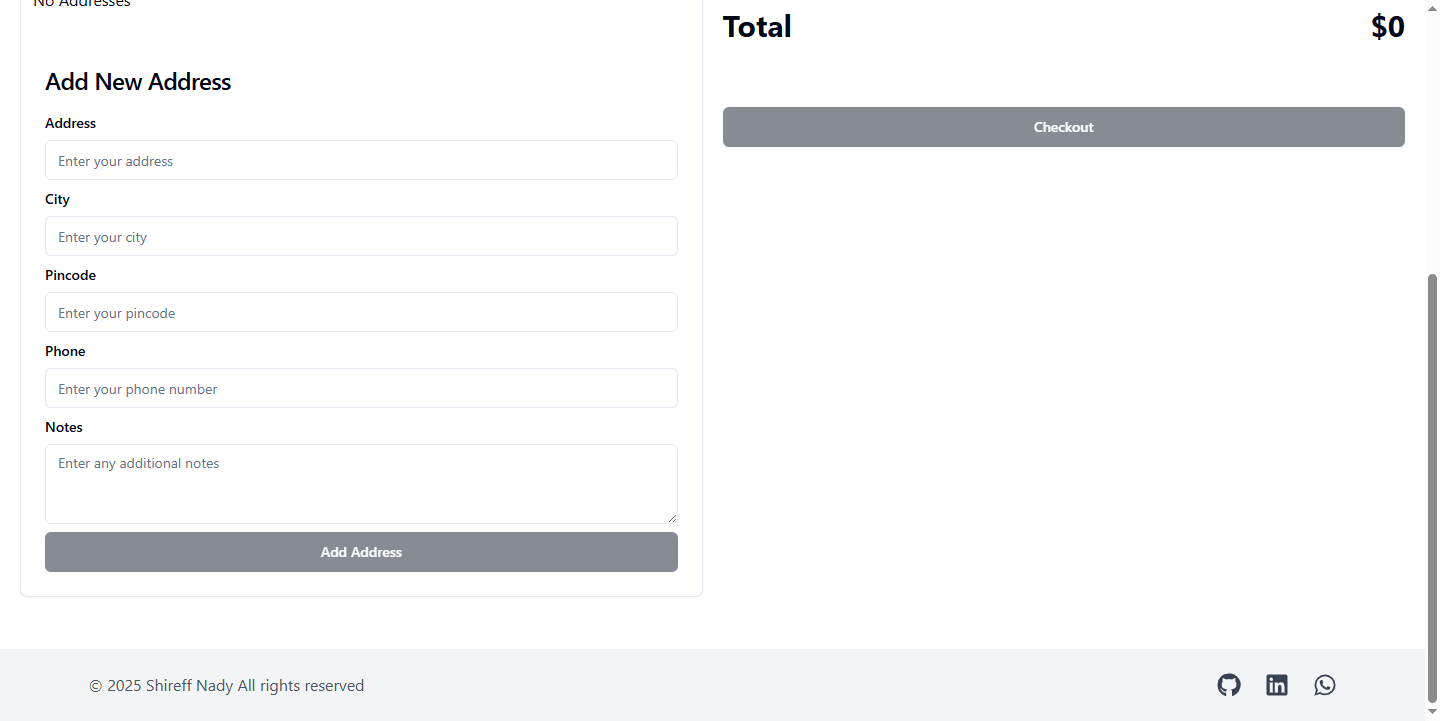 No Addresses
Add New Address
Address
Enter your address
City
Enter your city
Pincode
Enter your pincode
Phone
Enter your phone number
Notes
Enter any additional notes
Add Address
Total $0
Checkout
© 2025 Shireff Nady All rights reserved